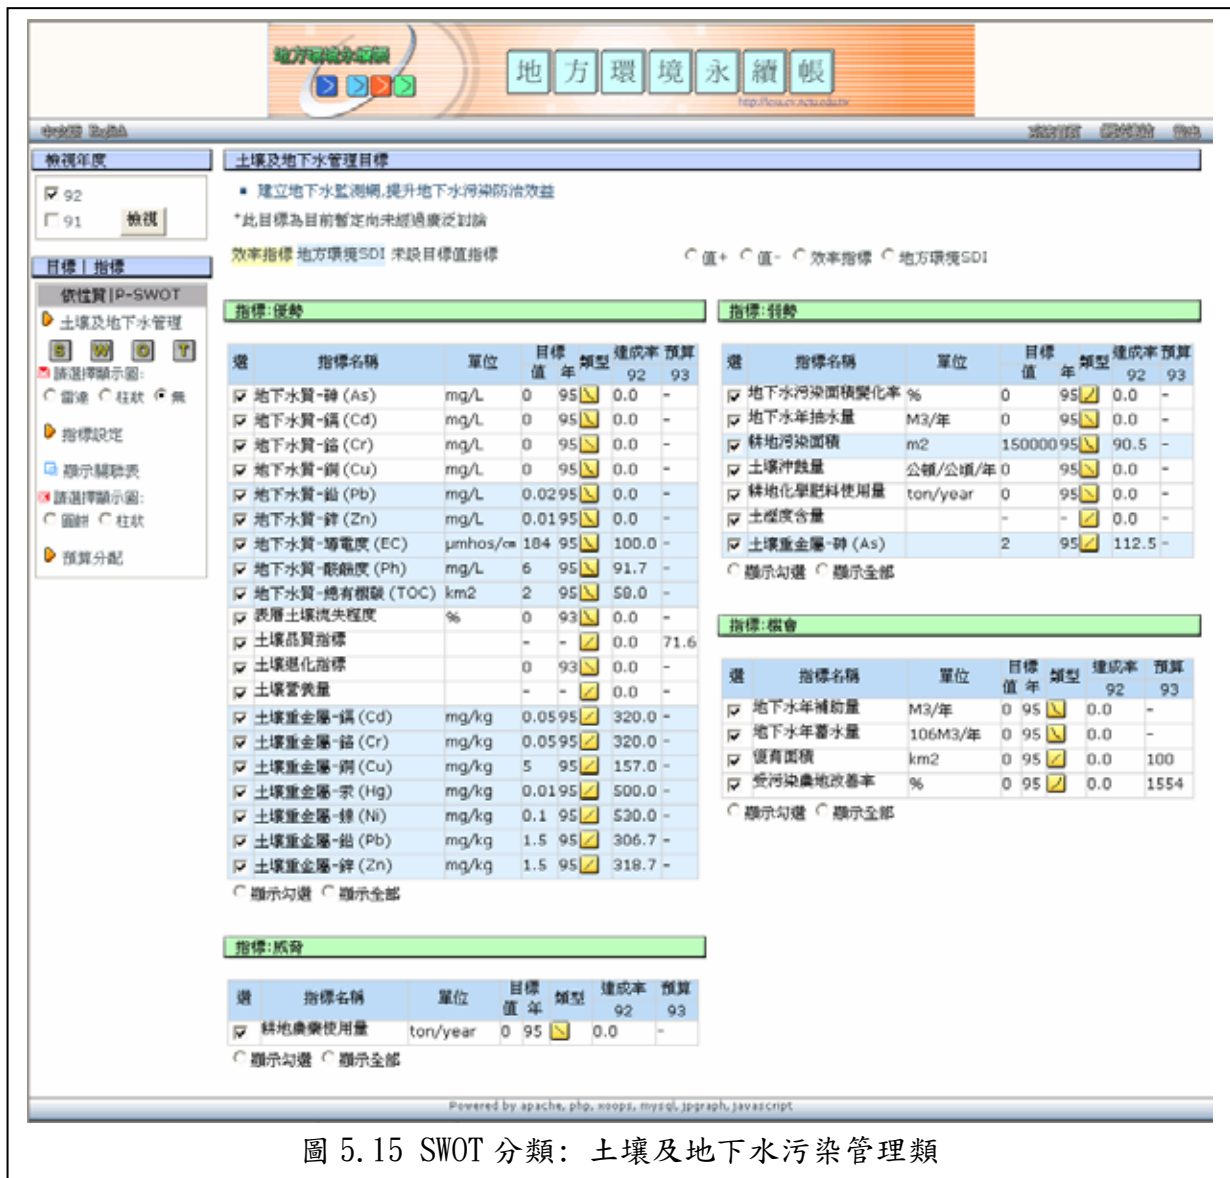 地方環境永續帳
地方環境永續帳
中文版 English
檢視年度
92
91 檢視
目標 | 指標
依性質|P-SWOT
土壤及地下水管理
S W O T
請選擇顯示圖:
雷達 柱狀 無
指標設定
顯示關聯表
請選擇顯示圖:
圓餅 柱狀
預算分配
土壤及地下水管理目標
建立地下水監測網,提升地下水污染防治效益
*此目標為目前暫定尚未經過廣泛討論
效率指標 地方環境SDI 未設目標值指標
值+ 值- 效率指標 地方環境SDI
指標:優勢
選 指標名稱 單位 目標 類型 達成率 預算
值 年 92 93
地下水質-砷 (As) mg/L 0 95 0.0 -
地下水質-鎘 (Cd) mg/L 0 95 0.0 -
地下水質-鉻 (Cr) mg/L 0 95 0.0 -
地下水質-銅 (Cu) mg/L 0 95 0.0 -
地下水質-鉛 (Pb) mg/L 0.02 95 0.0 -
地下水質-鋅 (Zn) mg/L 0.01 95 0.0 -
地下水質-導電度 (EC) μmhos/cm 184 95 100.0 -
地下水質-酸鹼度 (Ph) mg/L 6 95 91.7 -
地下水質-總有機碳 (TOC) km2 2 95 58.0 -
表層土壤流失程度 % 0 93 0.0 -
土壤品質指標 - - 0.0 71.6
土壤退化指標 0 93 0.0 -
土壤營養量 - - 0.0 -
土壤重金屬-鎘 (Cd) mg/kg 0.05 95 320.0 -
土壤重金屬-鉻 (Cr) mg/kg 0.05 95 320.0 -
土壤重金屬-銅 (Cu) mg/kg 5 95 157.0 -
土壤重金屬-汞 (Hg) mg/kg 0.01 95 500.0 -
土壤重金屬-鎳 (Ni) mg/kg 0.1 95 530.0 -
土壤重金屬-鉛 (Pb) mg/kg 1.5 95 306.7 -
土壤重金屬-鋅 (Zn) mg/kg 1.5 95 318.7 -
顯示勾選 顯示全部
指標:弱勢
選 指標名稱 單位 目標 類型 達成率 預算
值 年 92 93
地下水污染面積變化率 % 0 95 0.0 -
地下水年抽水量 M3/年 0 95 0.0 -
耕地污染面積 m2 150000 95 90.5 -
土壤沖蝕量 公頓/公頃/年 0 95 0.0 -
耕地化學肥料使用量 ton/year 0 95 0.0 -
土壤度含量 - - 0.0 -
土壤重金屬-砷 (As) 2 95 112.5 -
顯示勾選 顯示全部
指標:機會
選 指標名稱 單位 目標 類型 達成率 預算
值 年 92 93
地下水年補助量 M3/年 0 95 0.0 -
地下水年蓄水量 106M3/年 0 95 0.0 -
復育面積 km2 0 95 0.0 100
受污染農地改善率 % 0 95 0.0 1554
顯示勾選 顯示全部
指標:威脅
選 指標名稱 單位 目標 類型 達成率 預算
值 年 92 93
耕地農藥使用量 ton/year 0 95 0.0 -
顯示勾選 顯示全部
Powered by apache, php, xoops, mysql, jpgraph, javascript
圖 5.15 SWOT 分類: 土壤及地下水污染管理類